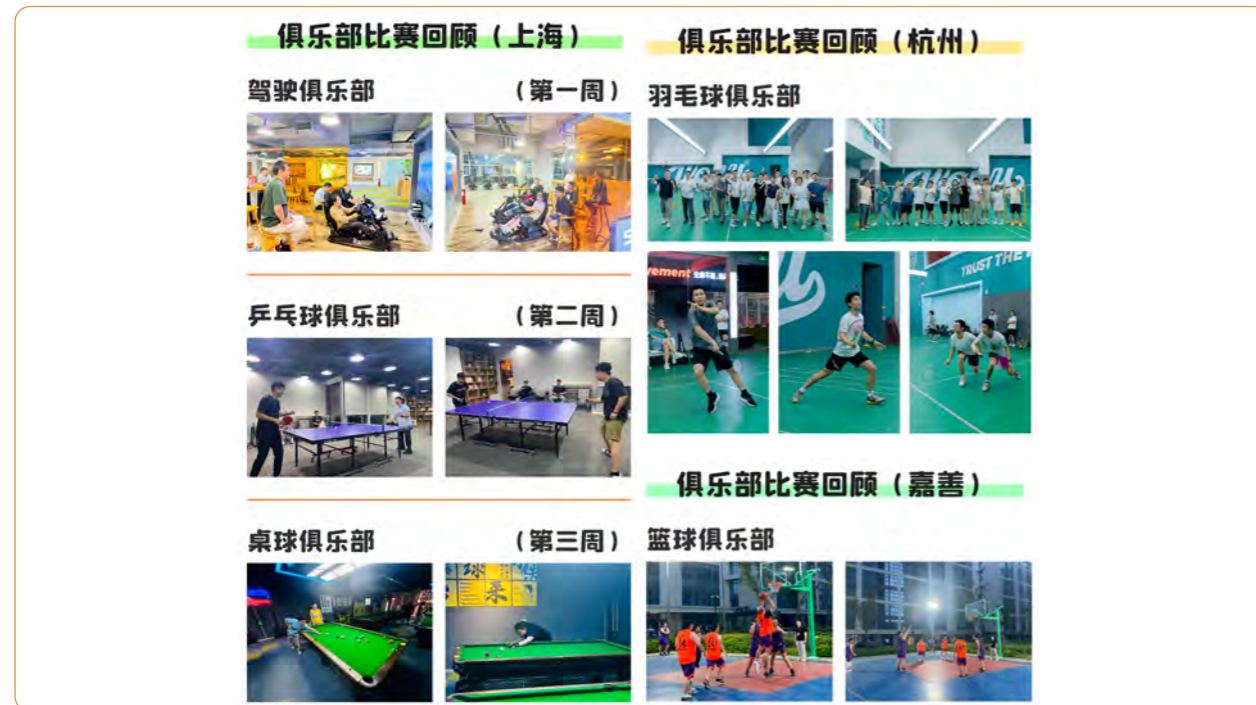 俱乐部比赛回顾（上海）
驾驶俱乐部
（第一周）
乒乓球俱乐部
（第二周）
桌球俱乐部
（第三周）
球
桌
俱乐部比赛回顾（杭州）
羽毛球俱乐部
vement
TRUST THE
俱乐部比赛回顾（嘉善）
篮球俱乐部